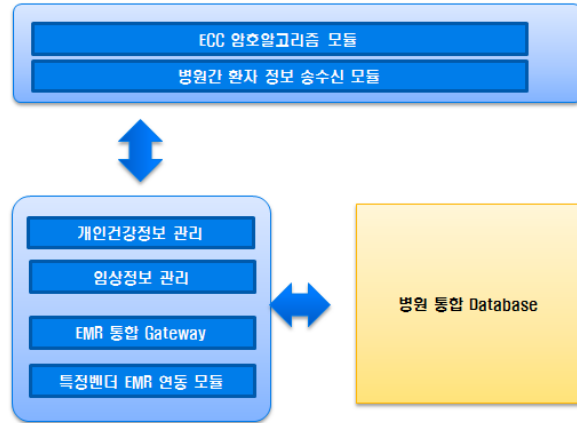 ECC 암호알고리즘 모듈
병원간 환자 정보 송수신 모듈
개인건강정보 관리
임상정보 관리
EMR 통합 Gateway
특정벤더 EMR 연동 모듈
병원 통합 Database